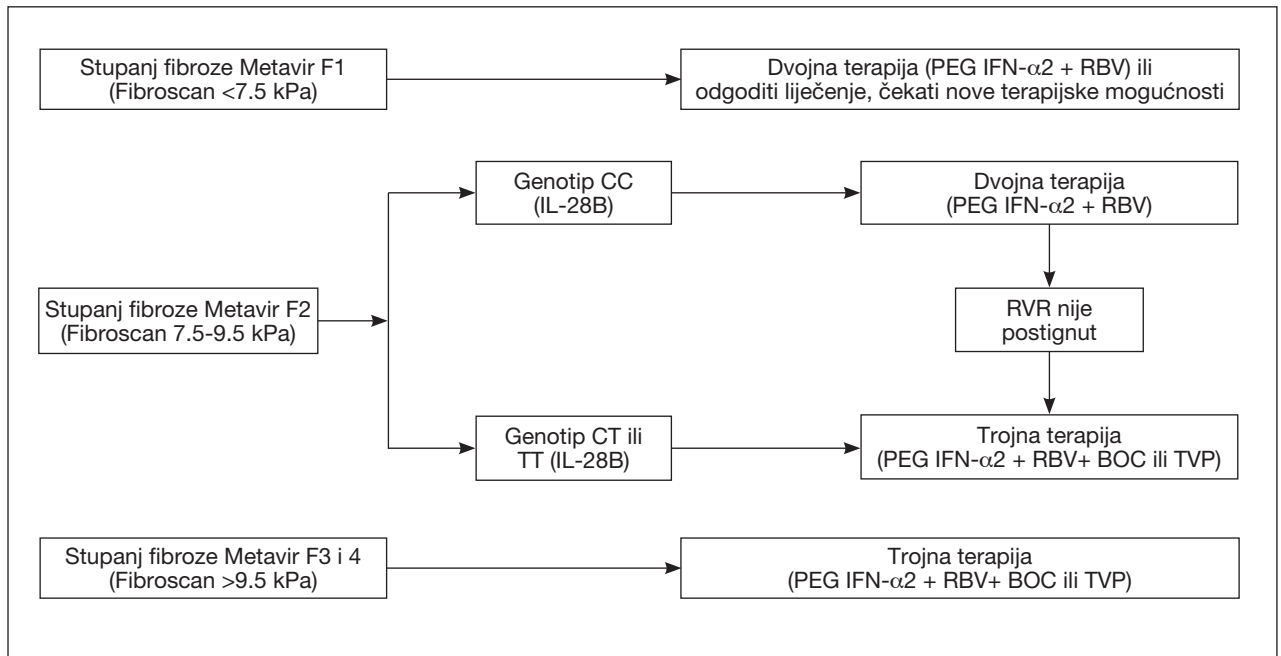 Stupanj fibroze Metavir F1
(Fibroscan <7.5 kPa)
Dvojna terapija (PEG IFN-α2 + RBV) ili
odgoditi liječenje, čekati nove terapijske mogućnosti
Stupanj fibroze Metavir F2
(Fibroscan 7.5-9.5 kPa)
Genotip CC
(IL-28B)
Dvojna terapija
(PEG IFN-α2 + RBV)
RVR nije
postignut
Genotip CT ili
TT (IL-28B)
Trojna terapija
(PEG IFN-α2 + RBV+ BOC ili TVP)
Stupanj fibroze Metavir F3 i 4
(Fibroscan >9.5 kPa)
Trojna terapija
(PEG IFN-α2 + RBV+ BOC ili TVP)